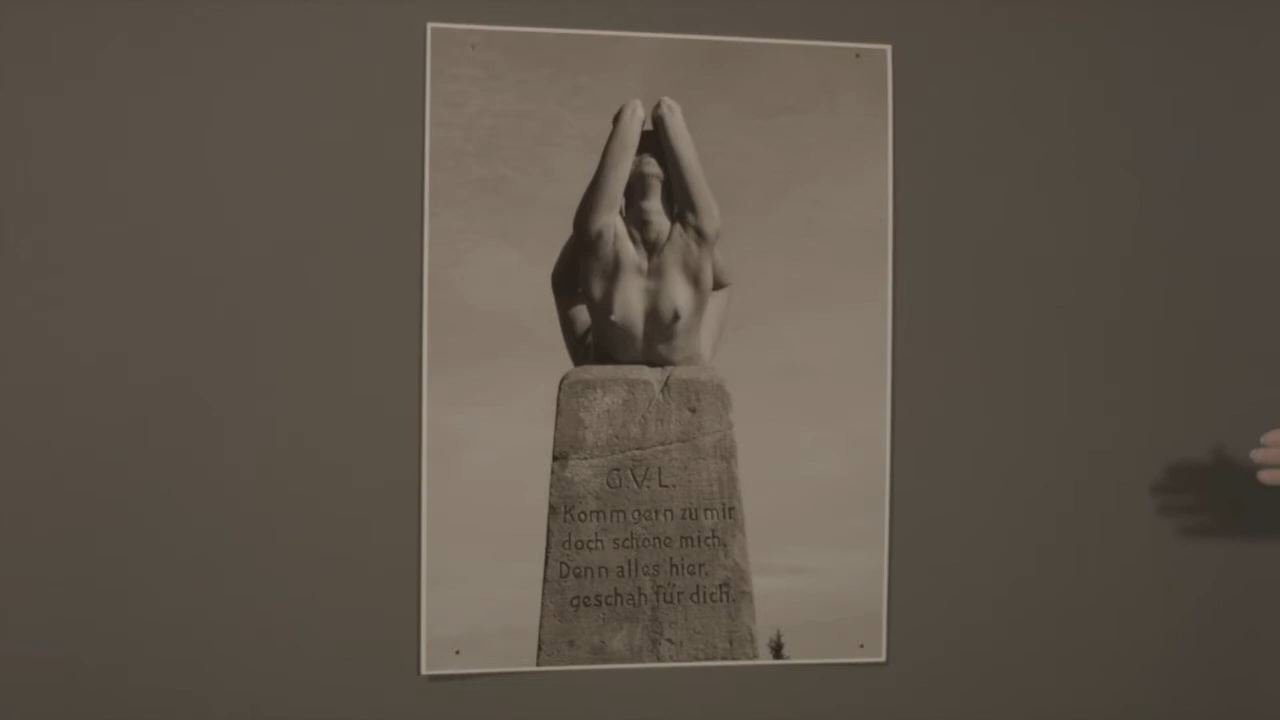 G.V.L.
Komm gern zu mir
doch schone mich.
Denn alles hier,
geschah für dich.